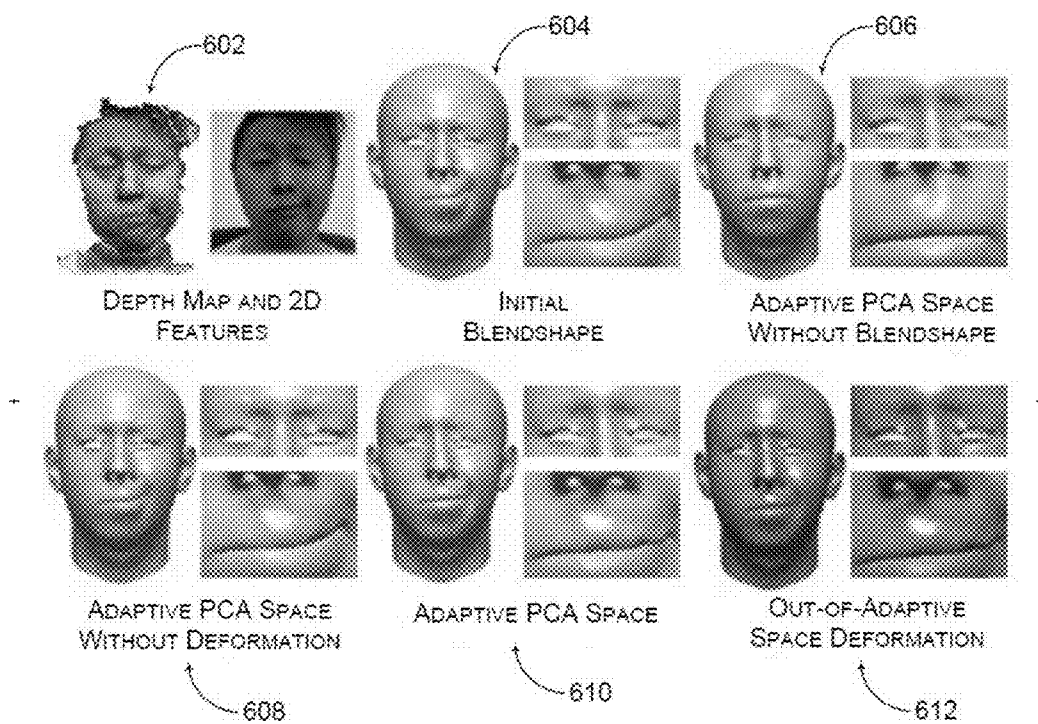 602
604
606
DEPTH MAP AND 2D
FEATURES
INITIAL
BLENDSHAPE
ADAPTIVE PCA SPACE
WITHOUT BLENDSHAPE
ADAPTIVE PCA SPACE
WITHOUT DEFORMATION
ADAPTIVE PCA SPACE
OUT-OF-ADAPTIVE
SPACE DEFORMATION
608
610
612